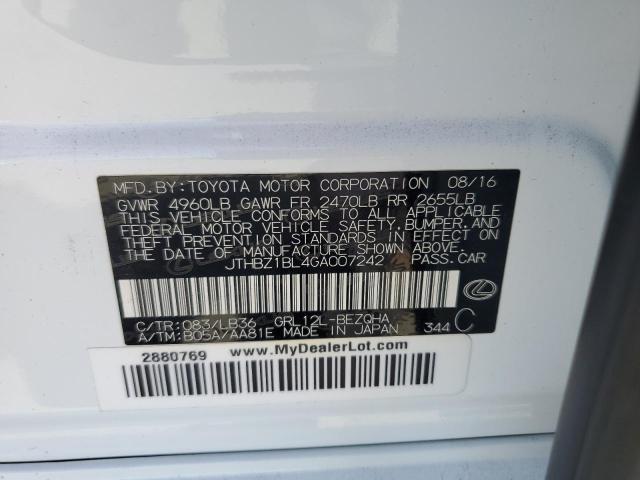 MFD. BY: TOYOTA MOTOR CORPORATION 08/16
GVWR 4960LB GAWR FR 2470LB RR 2655LB
THIS VEHICLE CONFORMS TO ALL APPLICABLE
FEDERAL MOTOR VEHICLE SAFETY, BUMPER, AND
THEFT PREVENTION STANDARDS IN EFFECT ON
THE DATE OF MANUFACTURE SHOWN ABOVE.
JTHBZ1BL4GA007242 PASS. CAR
C/TR: 083/LB36 GRL12L-BEZQHA
A/TM: B05A/AA81E MADE IN JAPAN 344 C
2880769 www.MyDealerLot.com